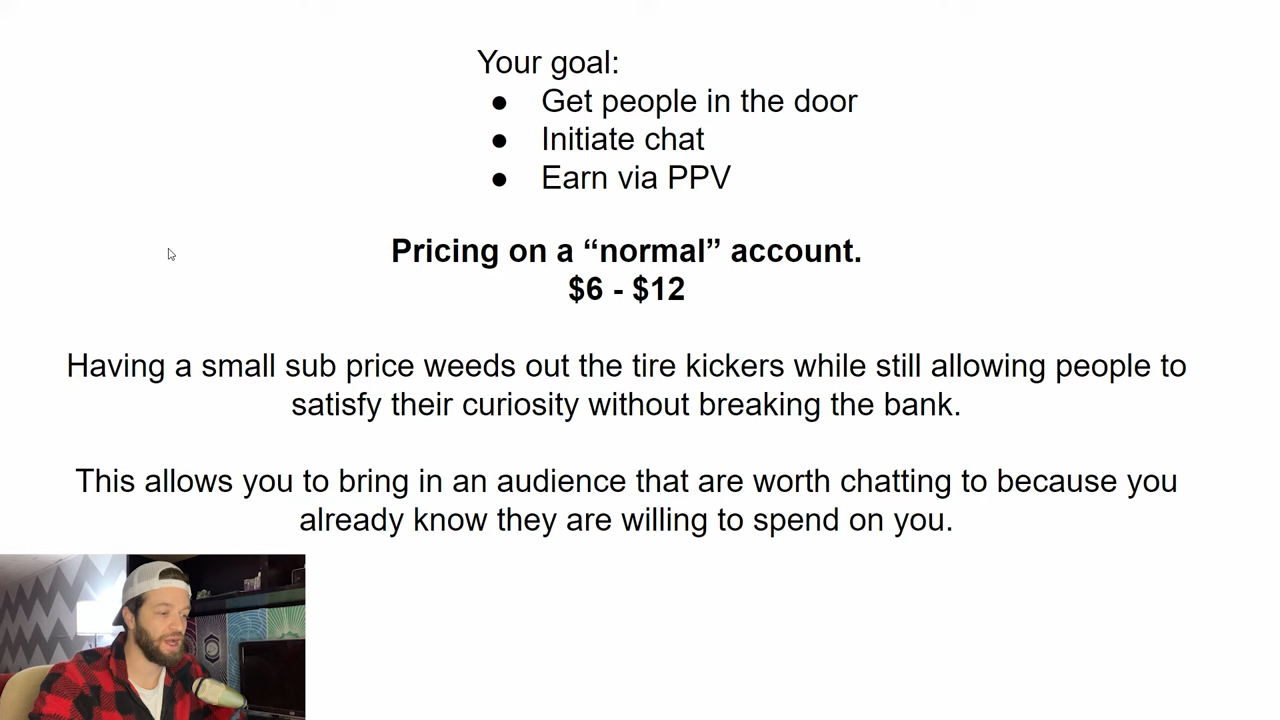 Your goal:
● Get people in the door
● Initiate chat
● Earn via PPV
Pricing on a “normal” account.
$6 - $12
Having a small sub price weeds out the tire kickers while still allowing people to
satisfy their curiosity without breaking the bank.
This allows you to bring in an audience that are worth chatting to because you
already know they are willing to spend on you.